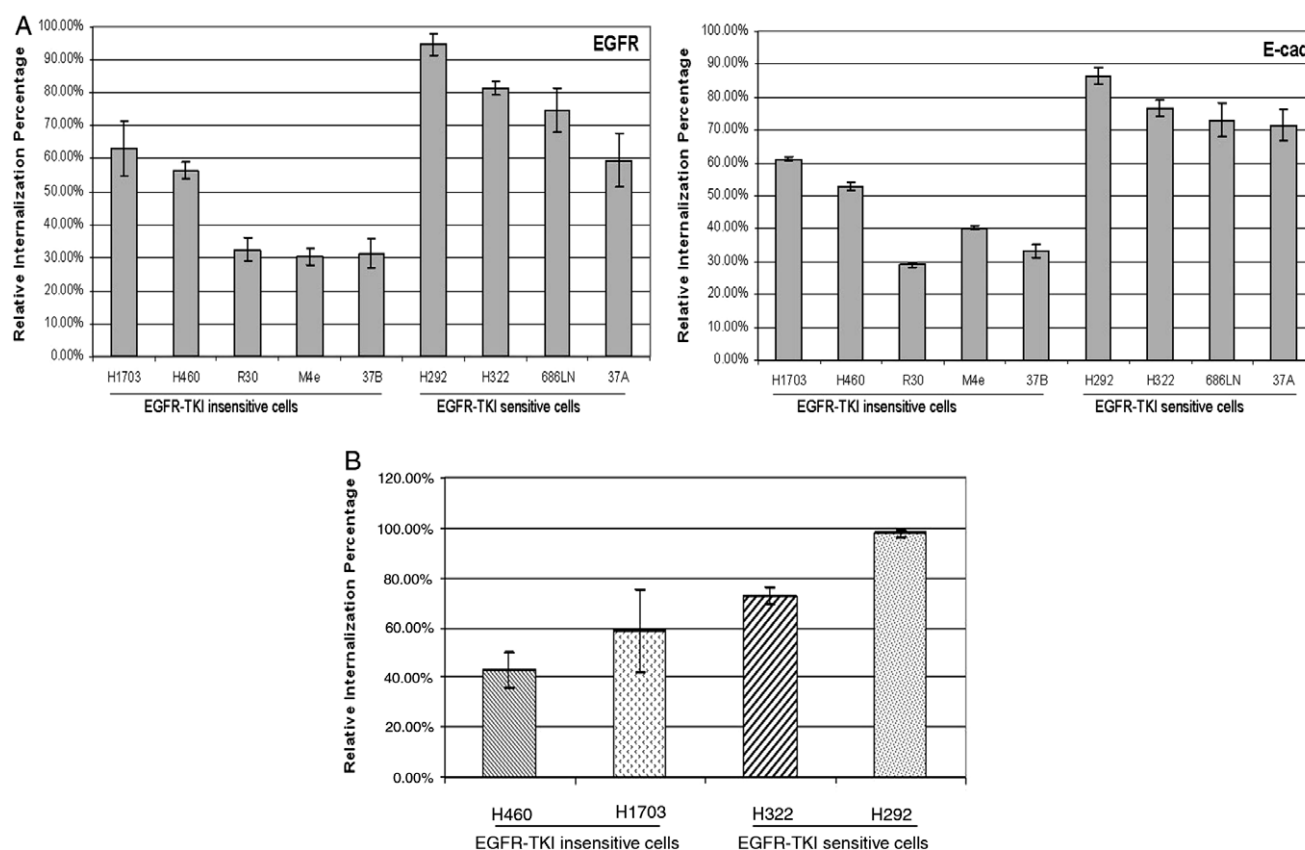 A
EGFR
Relative Internalization Percentage
100.00%
90.00%
80.00%
70.00%
60.00%
50.00%
40.00%
30.00%
20.00%
10.00%
0.00%
H1703 H460 R30 M4e 37B H292 H322 686LN 37A
EGFR-TKI insensitive cells EGFR-TKI sensitive cells
E-cad
Relative Internalization Percentage
100.00%
90.00%
80.00%
70.00%
60.00%
50.00%
40.00%
30.00%
20.00%
10.00%
0.00%
H1703 H460 R30 M4e 37B H292 H322 686LN 37A
EGFR-TKI insensitive cells EGFR-TKI sensitive cells
B
Relative Internalization Percentage
120.00%
100.00%
80.00%
60.00%
40.00%
20.00%
0.00%
H460 H1703 H322 H292
EGFR-TKI insensitive cells EGFR-TKI sensitive cells